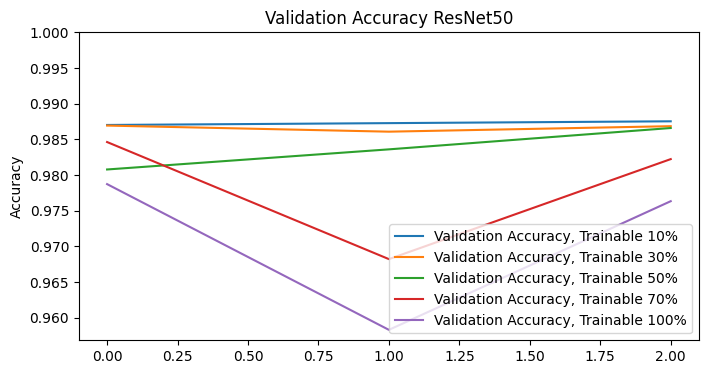 Validation Accuracy ResNet50
1.000
0.995
0.990
0.985
0.980
0.975
0.970
0.965
0.960
Accuracy
Validation Accuracy, Trainable 10%
Validation Accuracy, Trainable 30%
Validation Accuracy, Trainable 50%
Validation Accuracy, Trainable 70%
Validation Accuracy, Trainable 100%
0.00 0.25 0.50 0.75 1.00 1.25 1.50 1.75 2.00